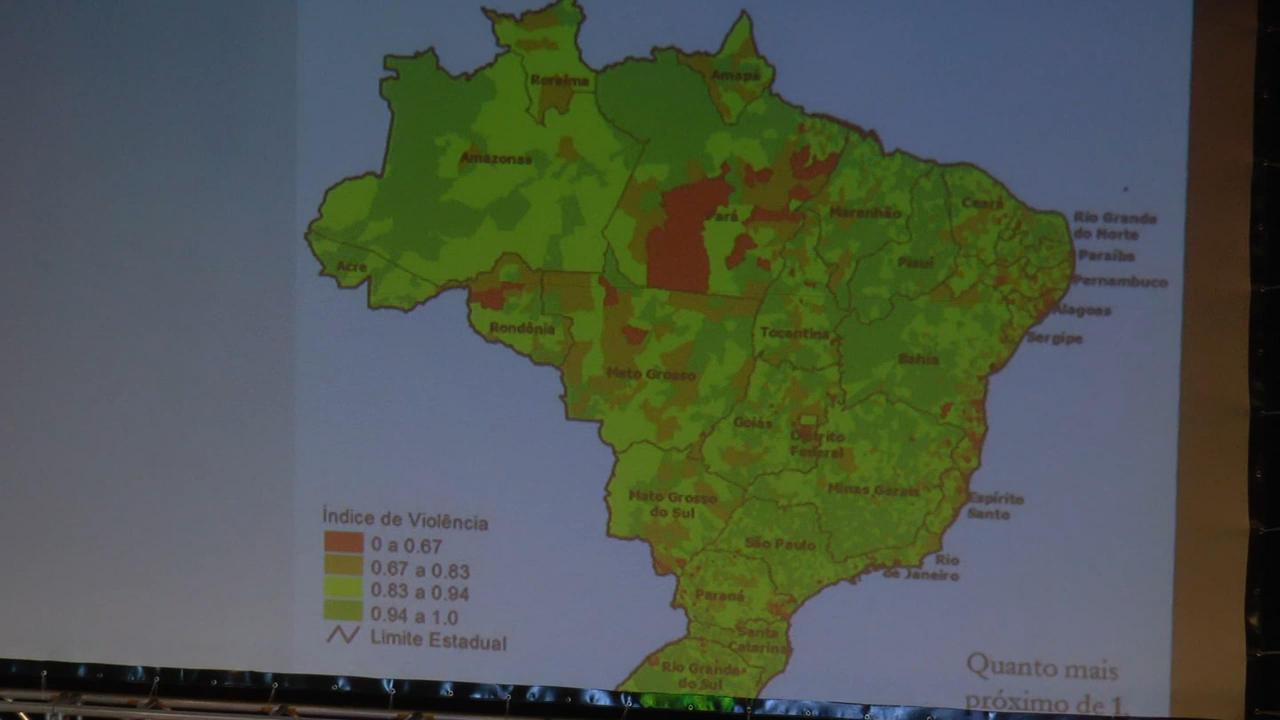 Roraima
Amapá
Amazonas
Pará
Maranhão
Ceará
Rio Grande
do Norte
Paraíba
Piauí
Pernambuco
Acre
Alagoas
Rondônia
Tocantins
Sergipe
Bahia
Mato Grosso
Goiás
Distrito
Federal
Minas Gerais
Mato Grosso
do Sul
Espírito
Santo
São Paulo
Rio
de Janeiro
Paraná
Santa
Catarina
Rio Grande
do Sul
Índice de Violência
0 a 0.67
0.67 a 0.83
0.83 a 0.94
0.94 a 1.0
Limite Estadual
Quanto mais
próximo de 1,